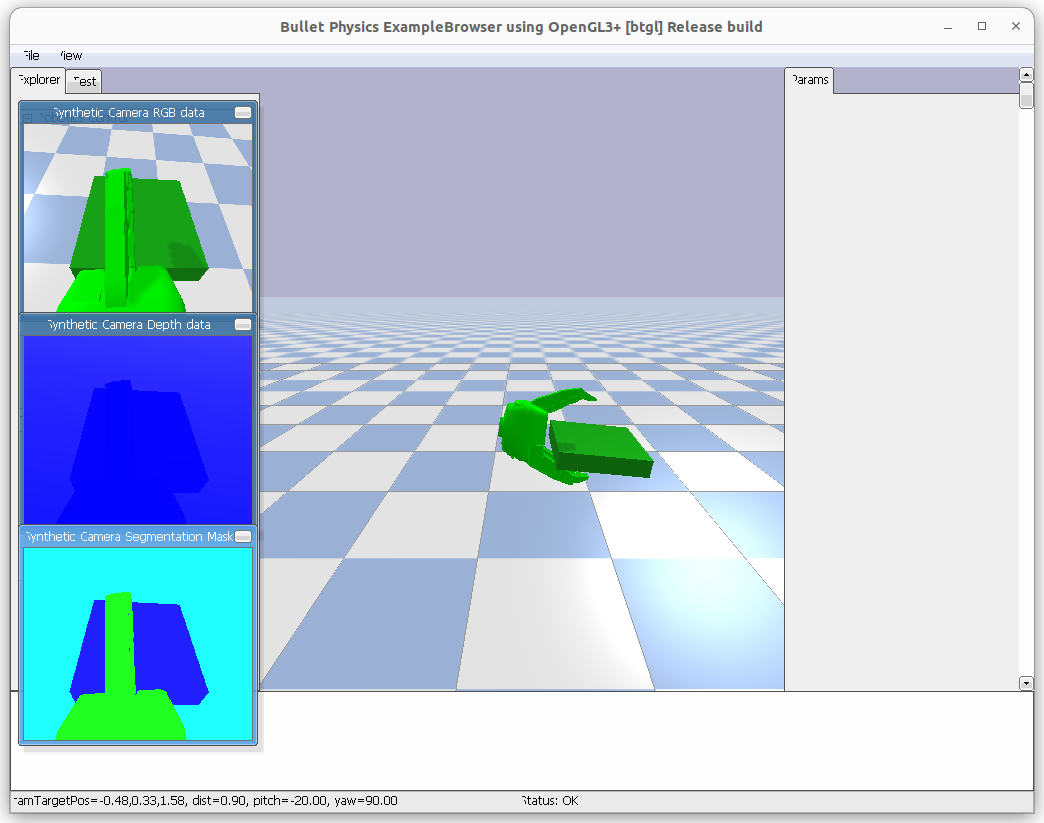 Bullet Physics ExampleBrowser using OpenGL3+ [btgl] Release build
File View
Explorer Test
Params
Synthetic Camera RGB data
Synthetic Camera Depth data
Synthetic Camera Segmentation Mask
camTargetPos=-0.48,0.33,1.58, dist=0.90, pitch=-20.00, yaw=90.00
Status: OK